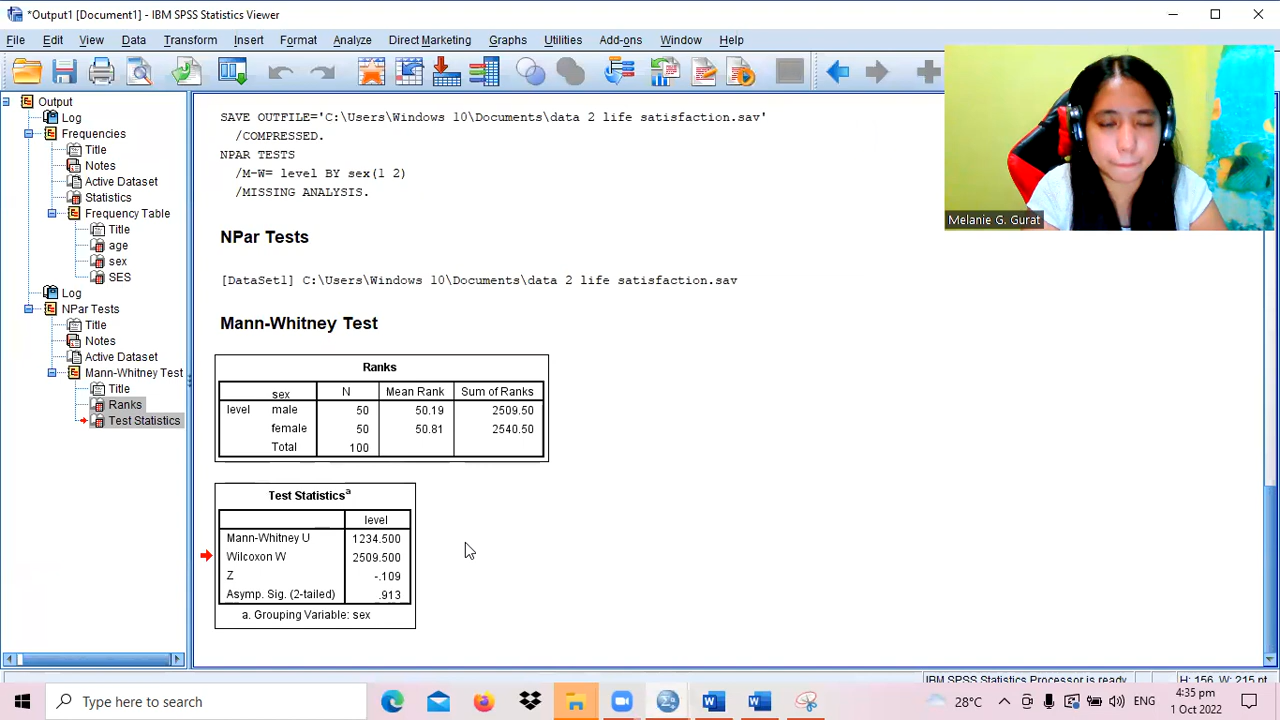 *Output1 [Document1] - IBM SPSS Statistics Viewer
File Edit View Data Transform Insert Format Analyze Direct Marketing Graphs Utilities Add-ons Window Help
Output
Log
Frequencies
Title
Notes
Active Dataset
Statistics
Frequency Table
Title
age
sex
SES
Log
NPar Tests
Title
Notes
Active Dataset
Mann-Whitney Test
Title
Ranks
Test Statistics
SAVE OUTFILE='C:\Users\Windows 10\Documents\data 2 life satisfaction.sav'
/COMPRESSED.
NPAR TESTS
/M-W= level BY sex(1 2)
/MISSING ANALYSIS.
NPar Tests
[DataSet1] C:\Users\Windows 10\Documents\data 2 life satisfaction.sav
Mann-Whitney Test
Ranks
sex N Mean Rank Sum of Ranks
level male 50 50.19 2509.50
female 50 50.81 2540.50
Total 100
Test Statisticsa
level
Mann-Whitney U 1234.500
Wilcoxon W 2509.500
Z -.109
Asymp. Sig. (2-tailed) .913
a. Grouping Variable: sex
Melanie G. Gurat
IBM SPSS Statistics Processor is ready H: 156, W: 215 pt
Type here to search
28°C
4:35 pm
1 Oct 2022